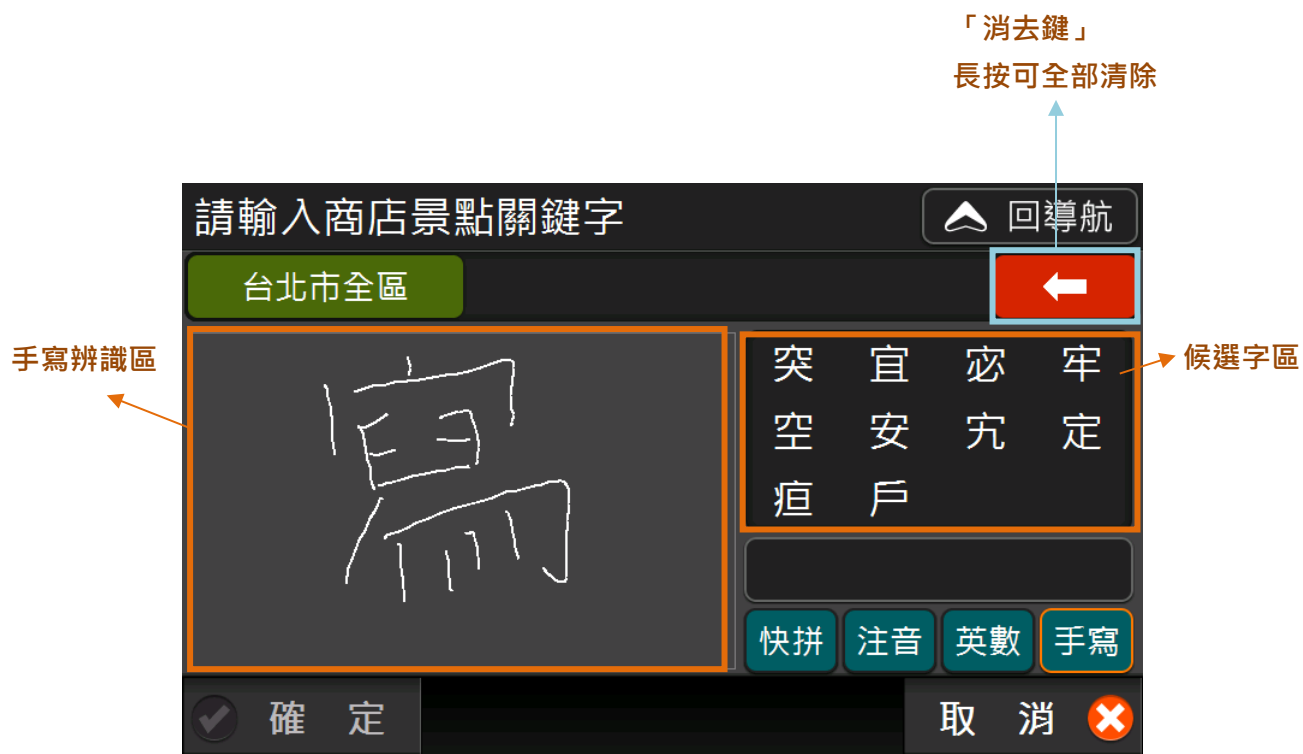 「消去鍵」
長按可全部清除
請輸入商店景點關鍵字
回導航
台北市全區
手寫辨識區
寫
突 宜 宓 牢
候選字區
空 安 宄 定
疸 戶
快拼 注音 英數 手寫
確 定
取 消